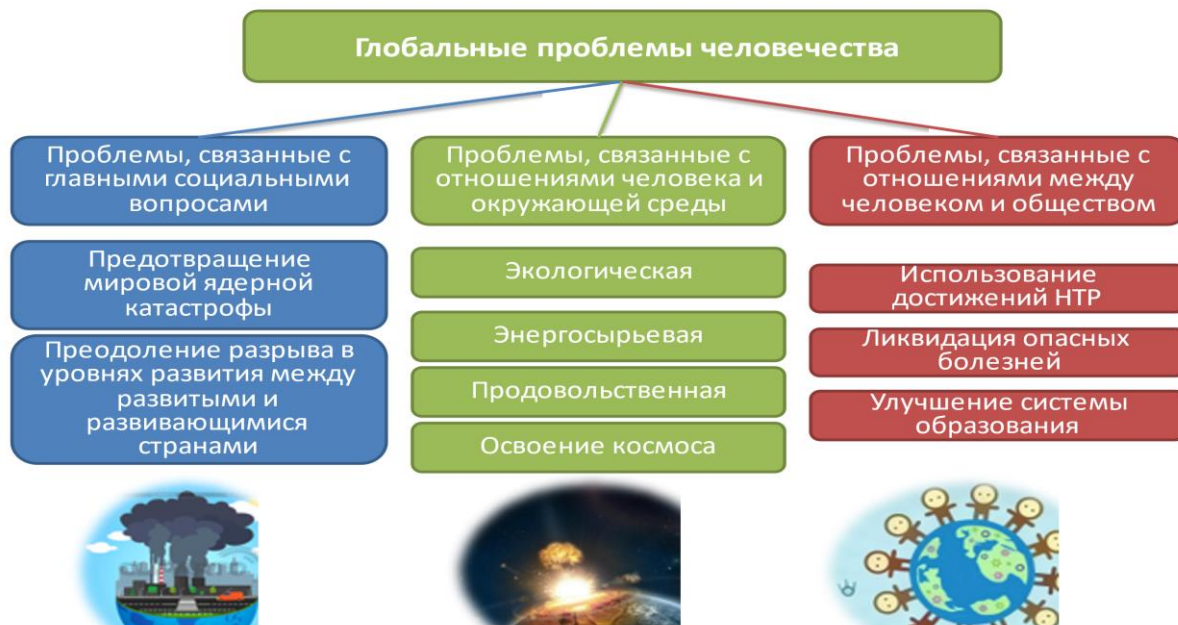 Глобальные проблемы человечества
Проблемы, связанные с
главными социальными
вопросами
Предотвращение
мировой ядерной
катастрофы
Преодоление разрыва в
уровнях развития между
развитыми и
развивающимися
странами
Проблемы, связанные с
отношениями человека и
окружающей среды
Экологическая
Энергосырьевая
Продовольственная
Освоение космоса
Проблемы, связанные с
отношениями между
человеком и обществом
Использование
достижений НТР
Ликвидация опасных
болезней
Улучшение системы
образования